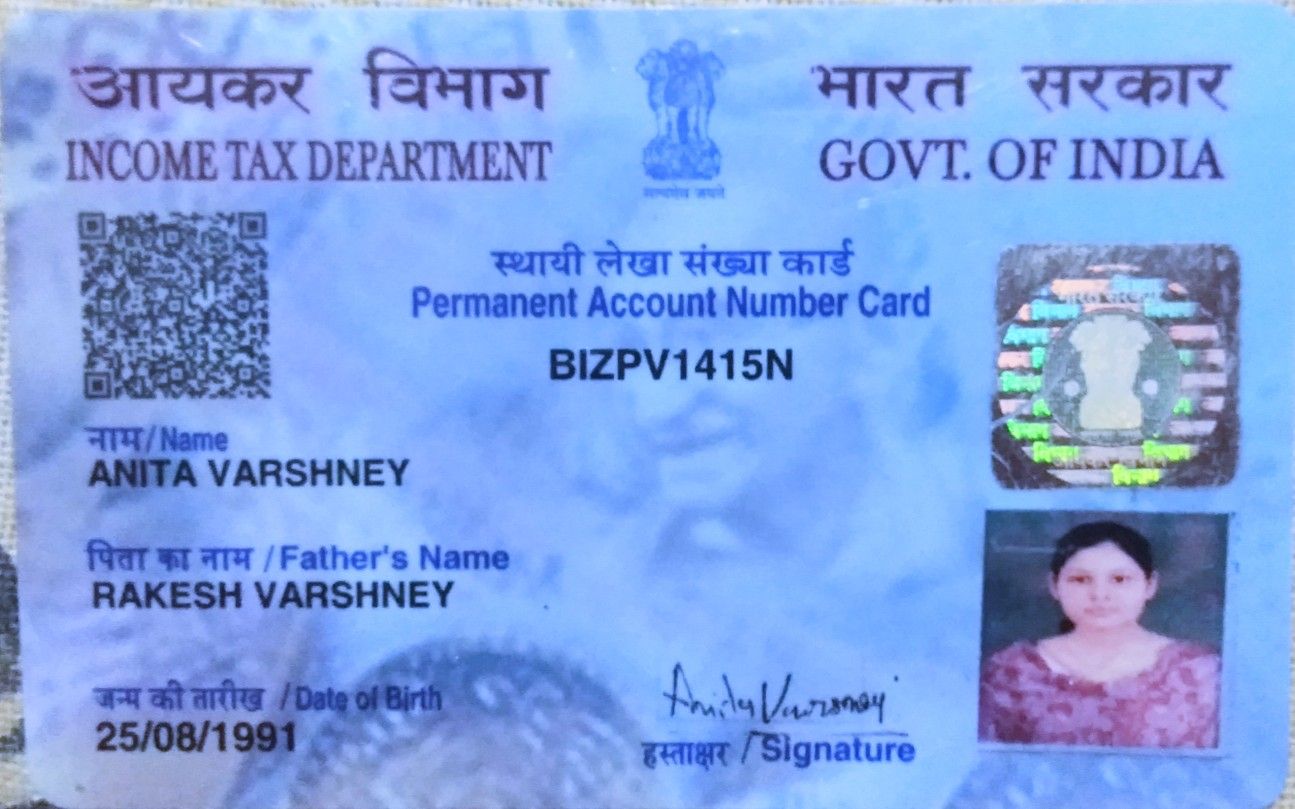 आयकर विभाग
INCOME TAX DEPARTMENT
सत्यमेव जयते
भारत सरकार
GOVT. OF INDIA
स्थायी लेखा संख्या कार्ड
Permanent Account Number Card
BIZPV1415N
नाम/Name
ANITA VARSHNEY
पिता का नाम /Father's Name
RAKESH VARSHNEY
जन्म की तारीख /Date of Birth
25/08/1991
Anita Varshney
हस्ताक्षर / Signature